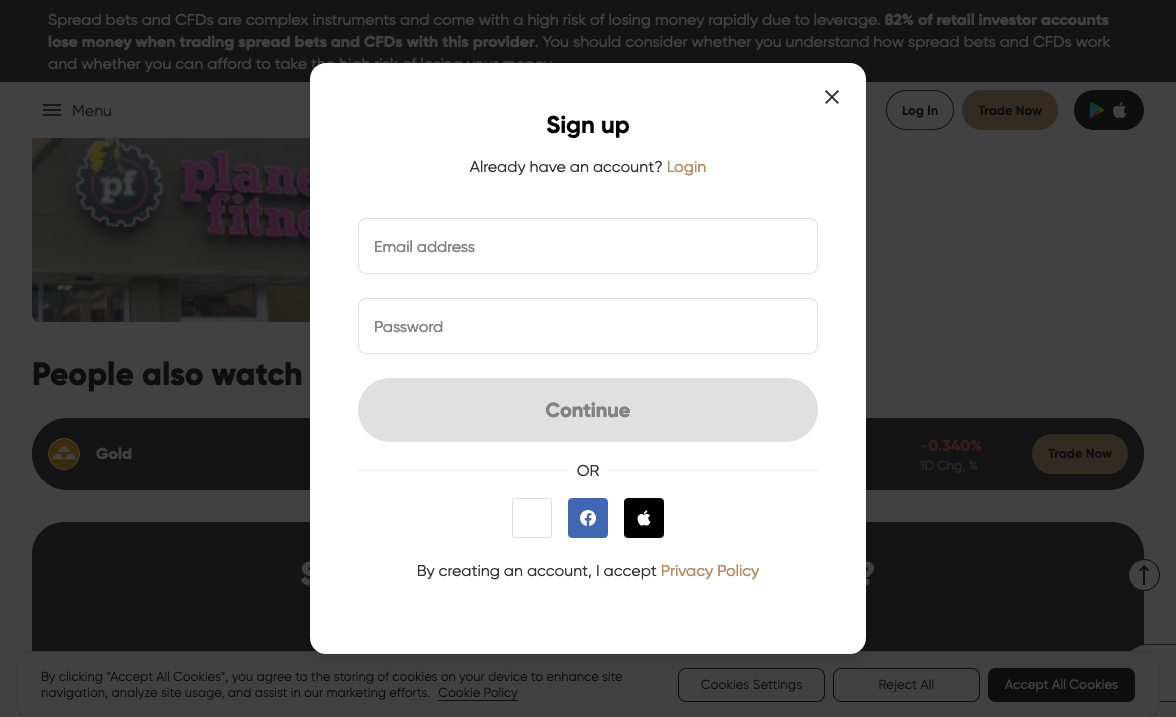 Spread bets and CFDs are complex instruments and come with a high risk of losing money rapidly due to leverage. 82% of retail investor accounts
lose money when trading spread bets and CFDs with this provider. You should consider whether you understand how spread bets and CFDs work
and whether you can afford to take the high risk of losing your money.
Menu
Log In
Trade Now
pf
Sign up
Already have an account? Login
Email address
Password
Continue
OR
By creating an account, I accept Privacy Policy
People also watch
Gold
-0.340%
1D Chg, %
Trade Now
S
?
By clicking “Accept All Cookies”, you agree to the storing of cookies on your device to enhance site
navigation, analyze site usage, and assist in our marketing efforts. Cookie Policy
Cookies Settings
Reject All
Accept All Cookies